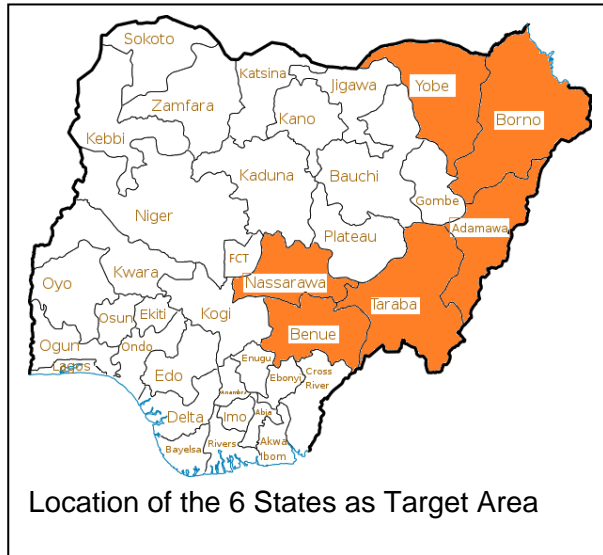 Sokoto
Katsina
Jigawa
Yobe
Borno
Zamfara
Kano
Kebbi
Kaduna
Bauchi
Gombe
Niger
Adamawa
Plateau
FCT
Nassarawa
Kwara
Oyo
Taraba
Kogi
Osun
Ekiti
Benue
Ogun
Ondo
Lagos
Enugu
Edo
Ebonyi
Cross
River
Delta
Imo
Abia
Bayelsa
Rivers
Akwa
Ibom
Location of the 6 States as Target Area